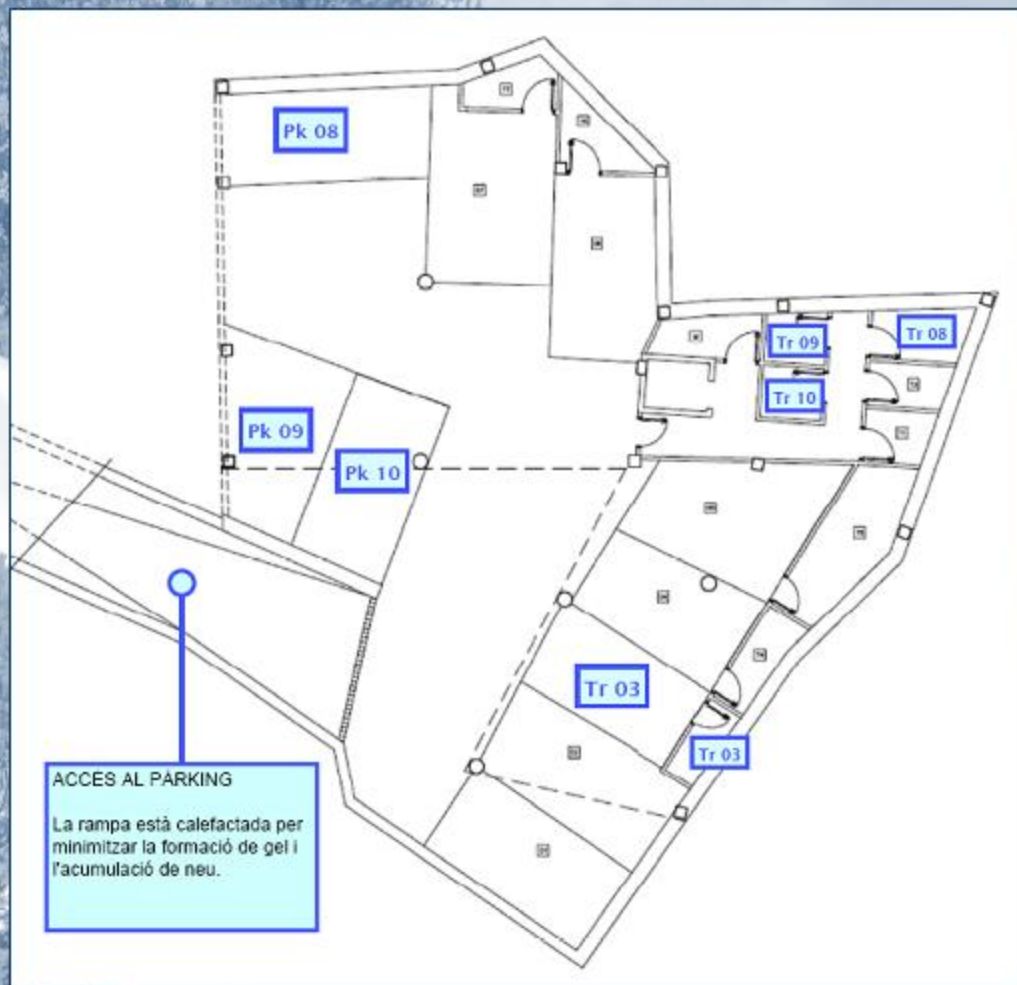 Pk 08
Tr 09
Tr 08
Tr 10
Pk 09
Pk 10
Tr 03
Tr 03
ACCÉS AL PÀRKING
La rampa està calefactada per
minimitzar la formació de gel i
l'acumulació de neu.